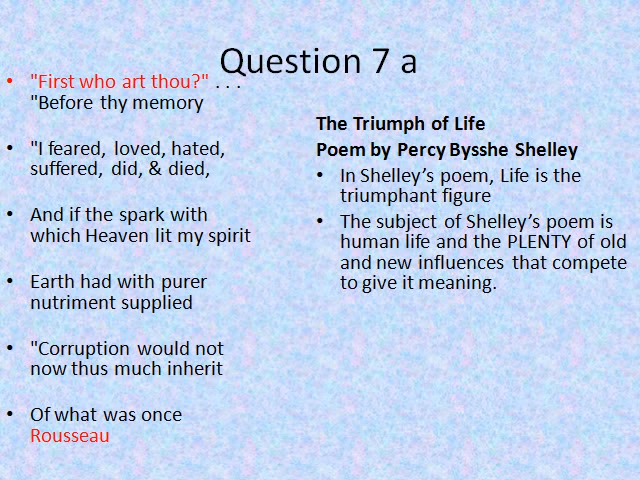 Question 7 a
"First who art thou?" . . .
"Before thy memory
"I feared, loved, hated,
suffered, did, & died,
And if the spark with
which Heaven lit my spirit
Earth had with purer
nutriment supplied
"Corruption would not
now thus much inherit
Of what was once
Rousseau
The Triumph of Life
Poem by Percy Bysshe Shelley
In Shelley’s poem, Life is the
triumphant figure
The subject of Shelley’s poem is
human life and the PLENTY of old
and new influences that compete
to give it meaning.